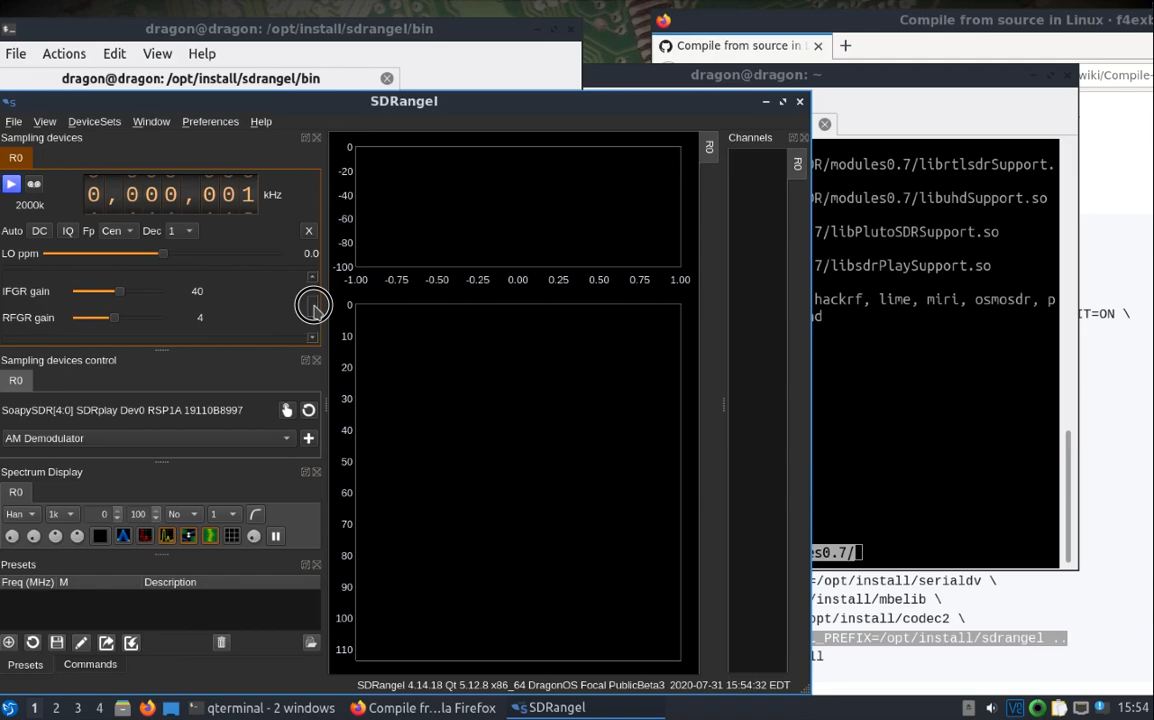 dragon@dragon: /opt/install/sdrangel/bin
Compile from source in Linux · f4exb
File Actions Edit View Help
Compile from source in
dragon@dragon: /opt/install/sdrangel/bin
dragon@dragon: ~
wiki/Compile-
SDRangel
File View DeviceSets Window Preferences Help
Sampling devices
R0
0,000,001 kHz
2000k
Auto DC IQ Fp Cen Dec 1 X
LO ppm 0.0
IFGR gain 40
RFGR gain 4
Sampling devices control
R0
SoapySDR[4:0] SDRplay Dev0 RSP1A 19110B8997
AM Demodulator
Spectrum Display
R0
Han 1k 0 100 No 1
Presets
Freq (MHz) M Description
Presets Commands
0
-20
-40
-60
-80
-100
-1.00 -0.75 -0.50 -0.25 0.00 0.25 0.50 0.75 1.00
0
10
20
30
40
50
60
70
80
90
100
110
R0
Channels
R0
DR/modules0.7/librtlsdrSupport.
R/modules0.7/libuhdSupport.so
7/libPlutoSDRSupport.so
7/libsdrPlaySupport.so
hackrf, lime, miri, osmosdr, p
nd
es0.7/
IT=ON \
=/opt/install/serialdv \
/install/mbelib \
opt/install/codec2 \
L_PREFIX=/opt/install/sdrangel ..
ll
SDRangel 4.14.18 Qt 5.12.8 x86_64 DragonOS Focal PublicBeta3 2020-07-31 15:54:32 EDT
1 2 3 4 qterminal - 2 windows Compile fr…la Firefox SDRangel 15:54